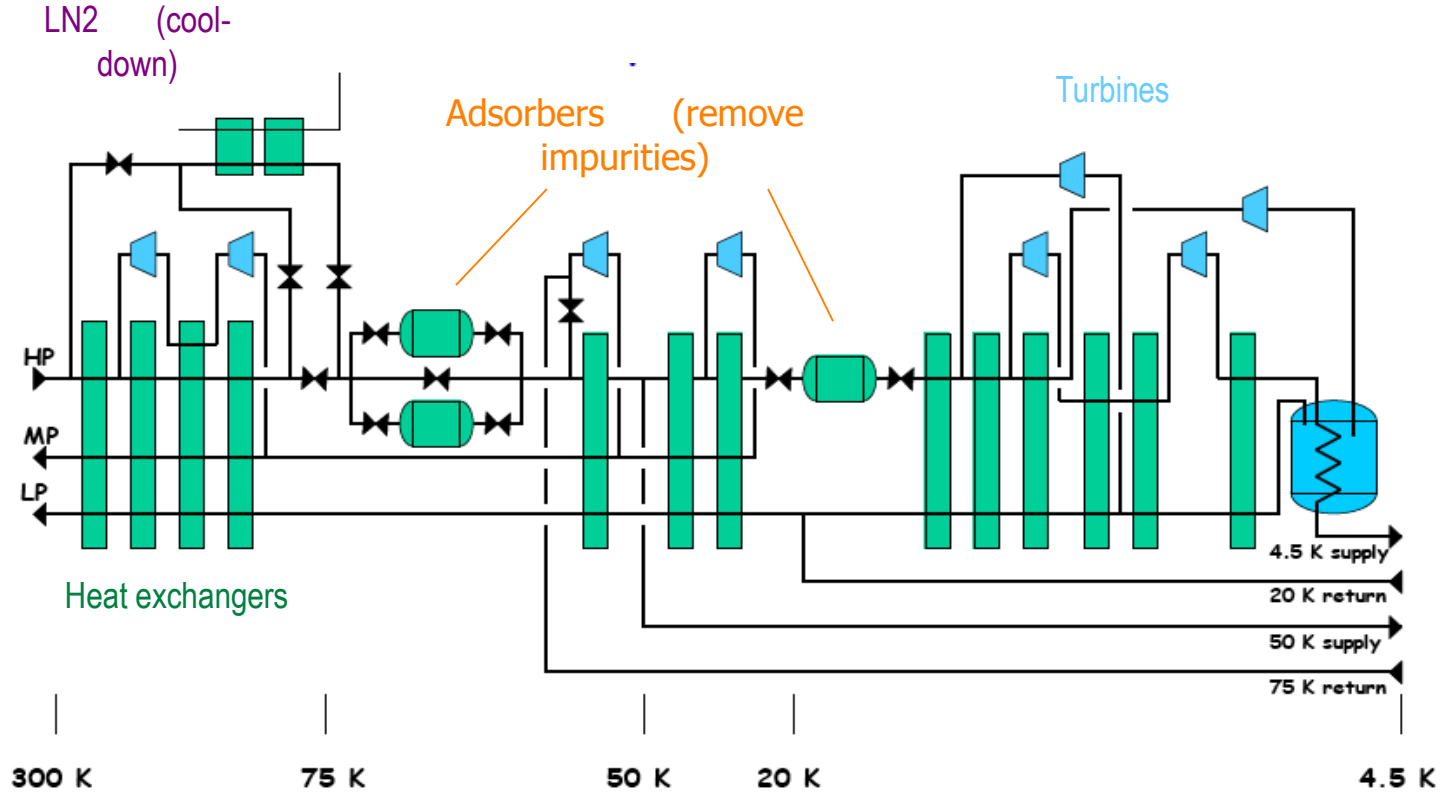 LN2 (cool-
down)
Adsorbers (remove
impurities)
Turbines
HP
MP
LP
Heat exchangers
4.5 K supply
20 K return
50 K supply
75 K return
300 K 75 K 50 K 20 K 4.5 K